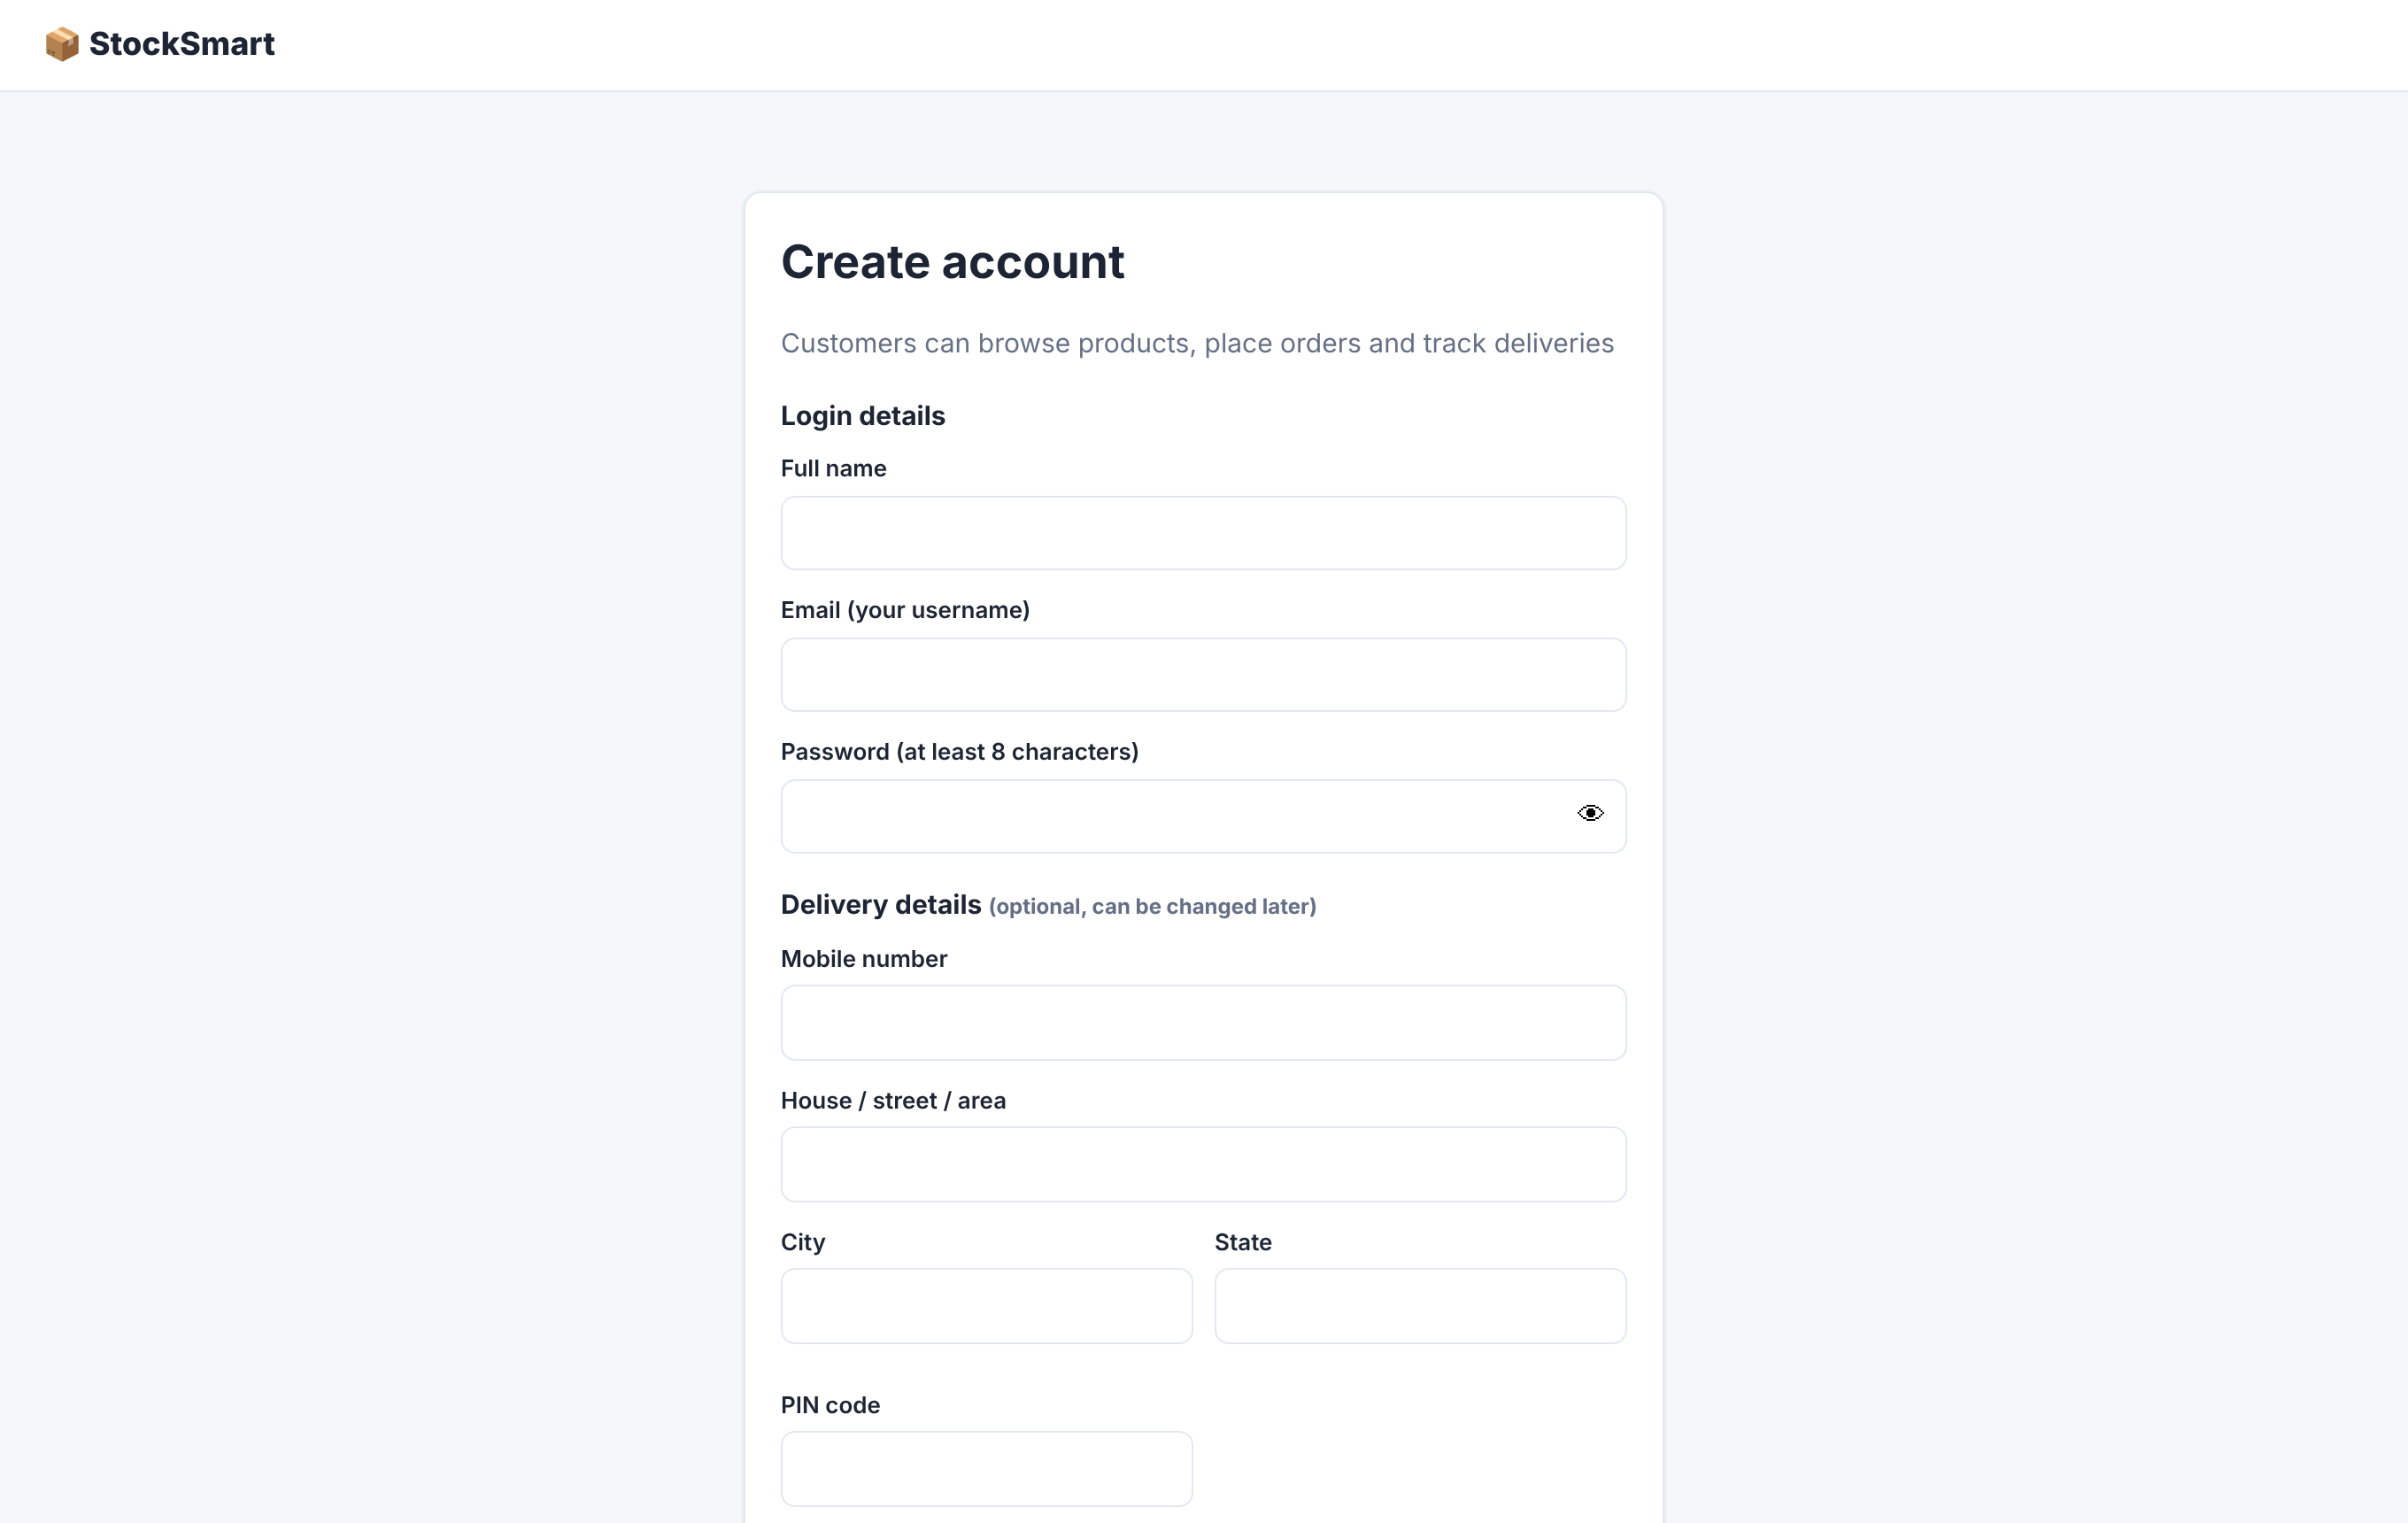 StockSmart
Create account
Customers can browse products, place orders and track deliveries
Login details
Full name
Email (your username)
Password (at least 8 characters)
Delivery details (optional, can be changed later)
Mobile number
House / street / area
City
State
PIN code